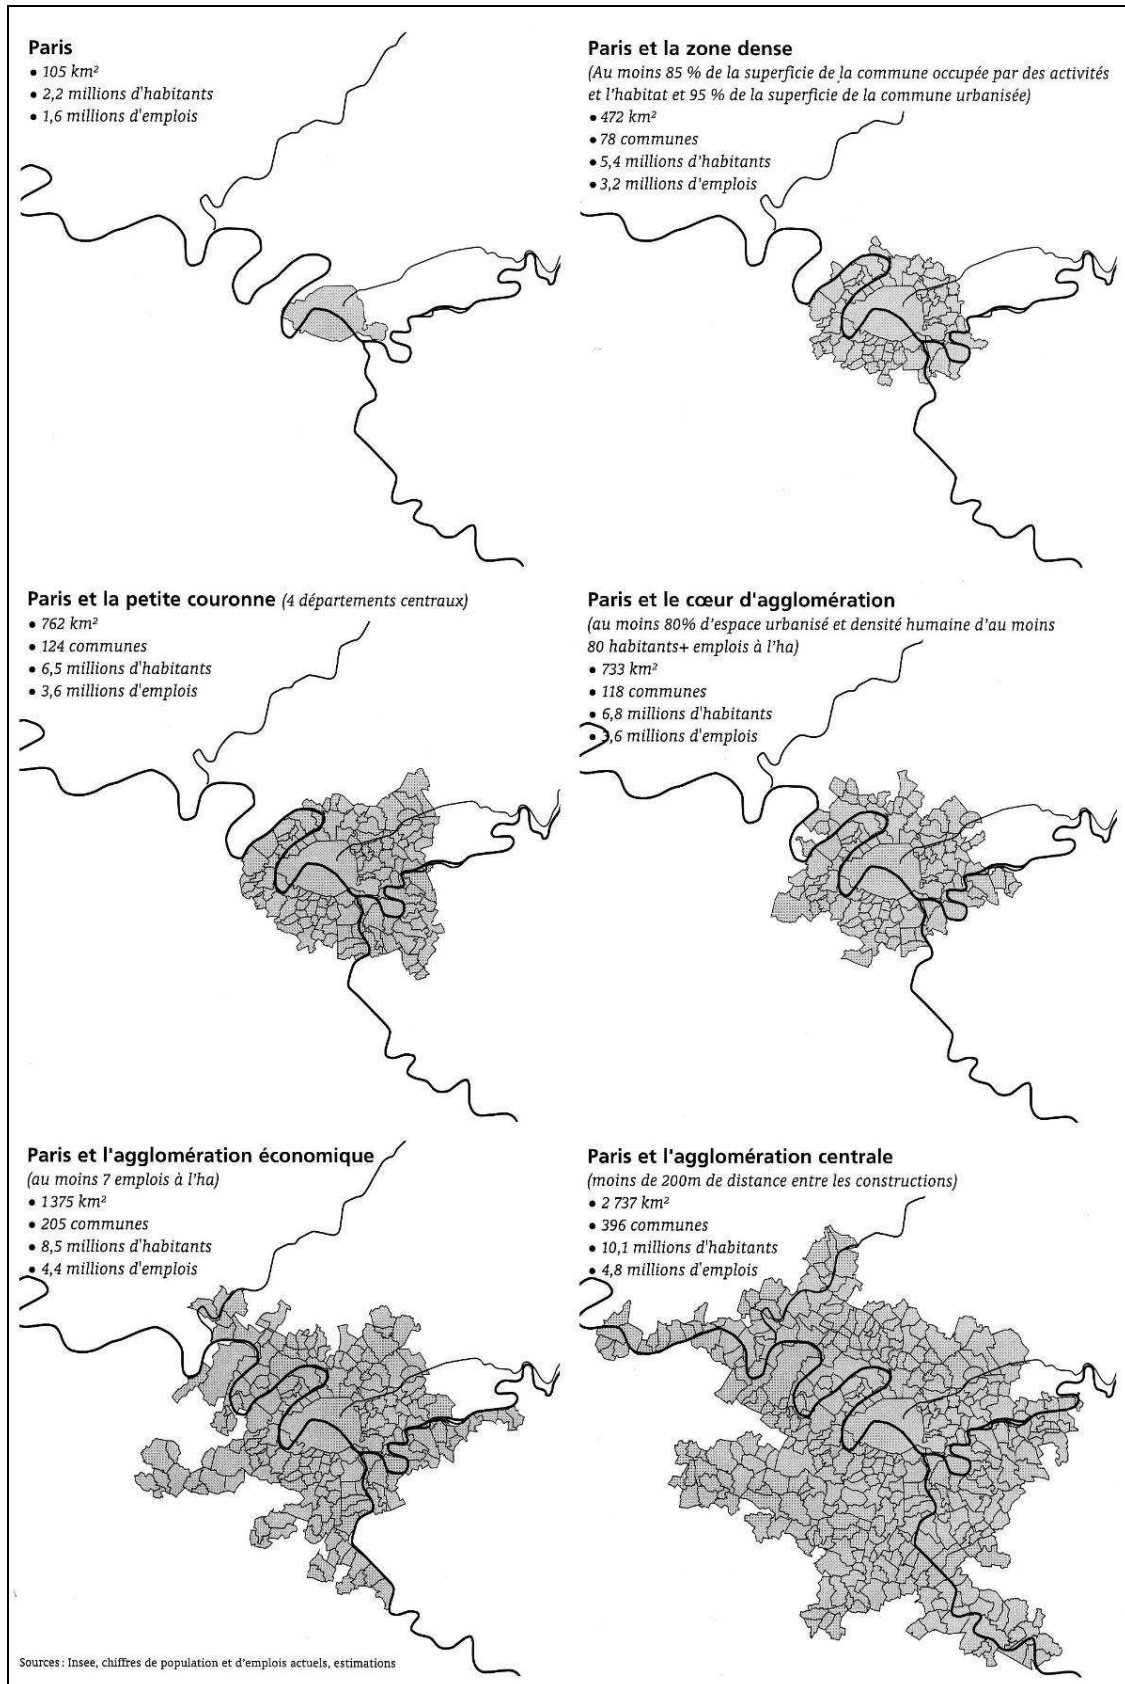 Paris
• 105 km²
• 2,2 millions d'habitants
• 1,6 millions d'emplois
Paris et la zone dense
(Au moins 85 % de la superficie de la commune occupée par des activités
et l'habitat et 95 % de la superficie de la commune urbanisée)
• 472 km²
• 78 communes
• 5,4 millions d'habitants
• 3,2 millions d'emplois
Paris et la petite couronne (4 départements centraux)
• 762 km²
• 124 communes
• 6,5 millions d'habitants
• 3,6 millions d'emplois
Paris et le cœur d'agglomération
(au moins 80% d'espace urbanisé et densité humaine d'au moins
80 habitants+ emplois à l'ha)
• 733 km²
• 118 communes
• 6,8 millions d'habitants
• 3,6 millions d'emplois
Paris et l'agglomération économique
(au moins 7 emplois à l'ha)
• 1375 km²
• 205 communes
• 8,5 millions d'habitants
• 4,4 millions d'emplois
Paris et l'agglomération centrale
(moins de 200m de distance entre les constructions)
• 2 737 km²
• 396 communes
• 10,1 millions d'habitants
• 4,8 millions d'emplois
Sources : Insee, chiffres de population et d'emplois actuels, estimations